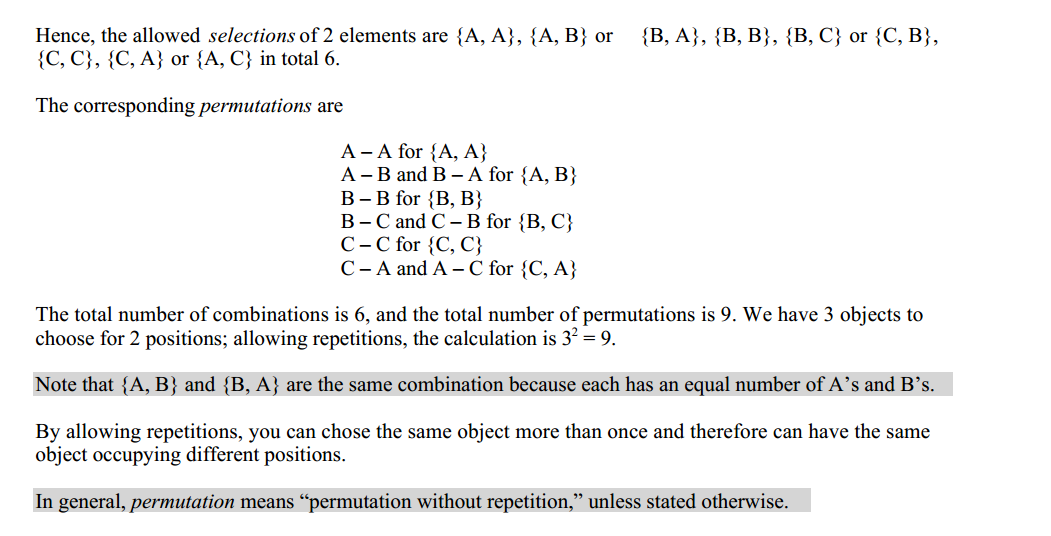 Hence, the allowed selections of 2 elements are {A, A}, {A, B} or {B, A}, {B, B}, {B, C} or {C, B},
{C, C}, {C, A} or {A, C} in total 6.
The corresponding permutations are
A – A for {A, A}
A – B and B – A for {A, B}
B – B for {B, B}
B – C and C – B for {B, C}
C – C for {C, C}
C – A and A – C for {C, A}
The total number of combinations is 6, and the total number of permutations is 9. We have 3 objects to
choose for 2 positions; allowing repetitions, the calculation is 3² = 9.
Note that {A, B} and {B, A} are the same combination because each has an equal number of A’s and B’s.
By allowing repetitions, you can chose the same object more than once and therefore can have the same
object occupying different positions.
In general, permutation means “permutation without repetition,” unless stated otherwise.